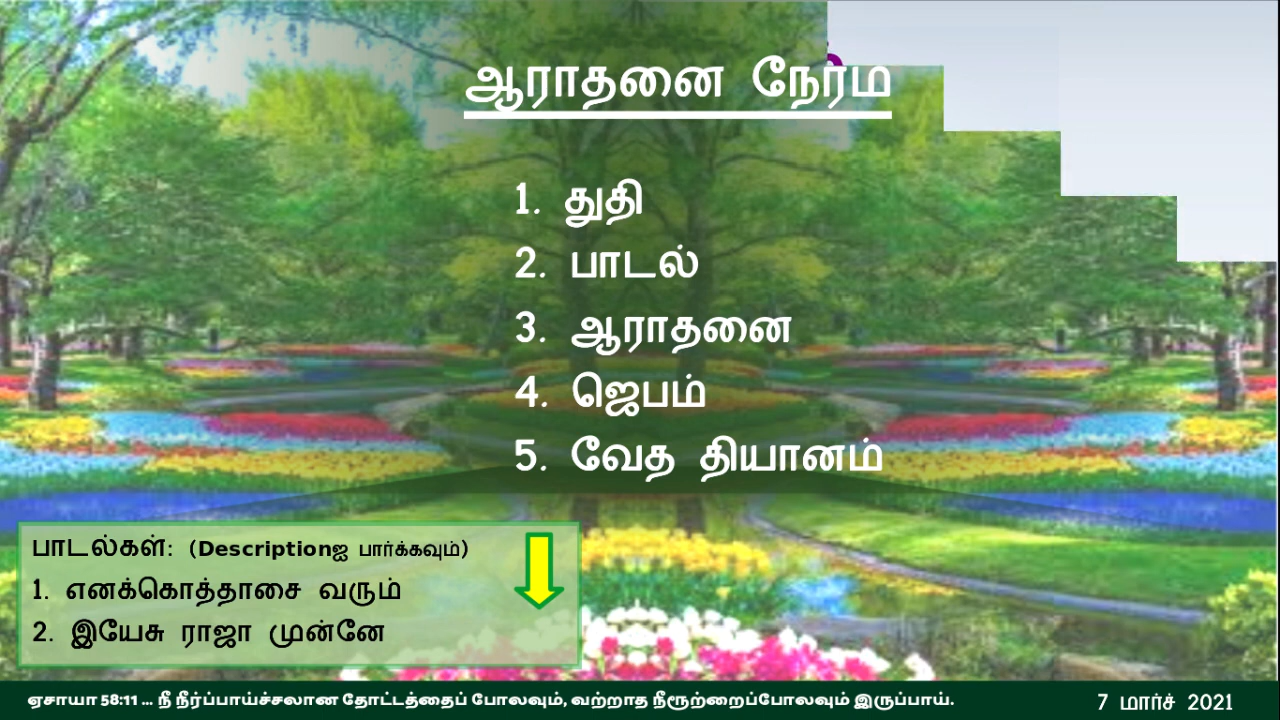 ஆராதனை நேரம
1. துதி
2. பாடல்
3. ஆராதனை
4. ஜெபம்
5. வேத தியானம்
பாடல்கள்: (Descriptionஐ பார்க்கவும்)
1. எனக்கொத்தாசை வரும்
2. இயேசு ராஜா முன்னே
ஏசாயா 58:11 ... நீ நீர்ப்பாய்ச்சலான தோட்டத்தைப் போலவும், வற்றாத நீரூற்றைப்போலவும் இருப்பாய்.
7 மார்ச் 2021